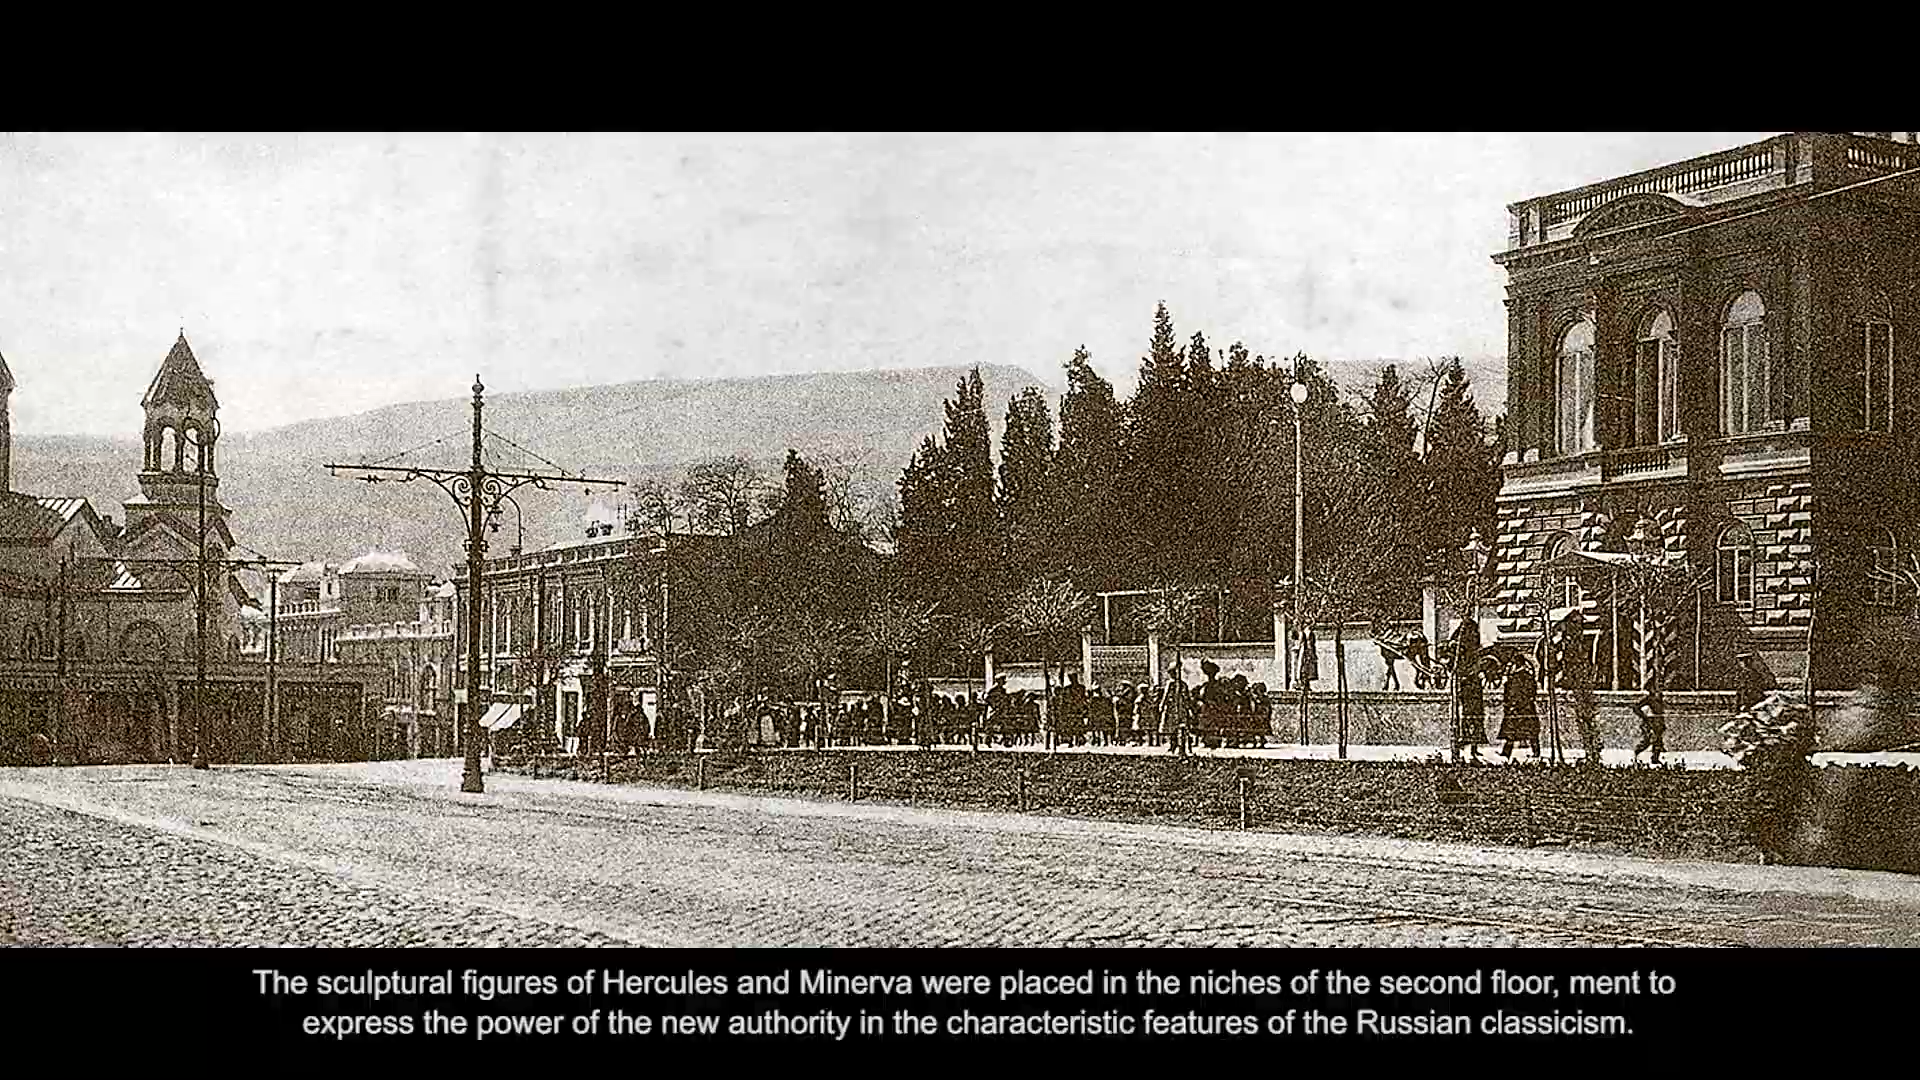 The sculptural figures of Hercules and Minerva were placed in the niches of the second floor, ment to
express the power of the new authority in the characteristic features of the Russian classicism.